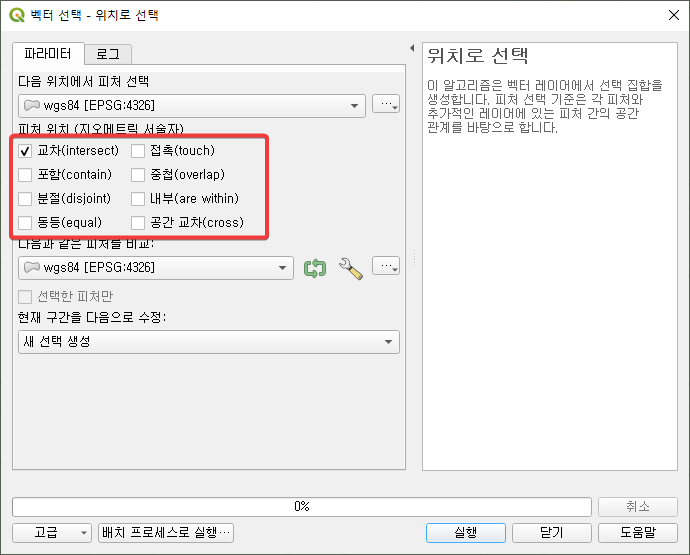 벡터 선택 - 위치로 선택
파라미터
로그
다음 위치에서 피처 선택
wgs84 [EPSG:4326]
...
피처 위치 (지오메트릭 서술자)
교차(intersect)
접촉(touch)
포함(contain)
중첩(overlap)
분절(disjoint)
내부(are within)
동등(equal)
공간 교차(cross)
다음과 같은 피처를 비교:
wgs84 [EPSG:4326]
...
선택한 피처만
현재 구간을 다음으로 수정:
새 선택 생성
위치로 선택
이 알고리즘은 벡터 레이어에서 선택 집합을
생성합니다. 피처 선택 기준은 각 피처와
추가적인 레이어에 있는 피처 간의 공간
관계를 바탕으로 합니다.
0%
취소
고급
배치 프로세스로 실행...
실행
닫기
도움말